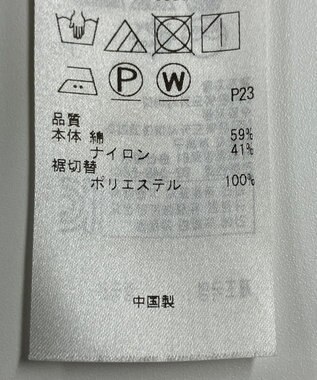 P W P23
品質
本体 綿 59%
ナイロン 41%
裾切替
ポリエステル 100%
中国製